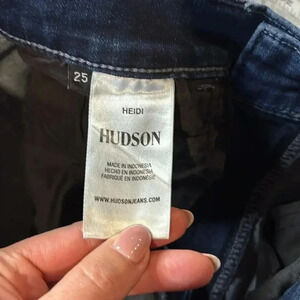 25
HEIDI
HUDSON
MADE IN INDONESIA
HECHO EN INDONESIA
FABRIQUÉ EN INDONÉSIE
WWW.HUDSONJEANS.COM